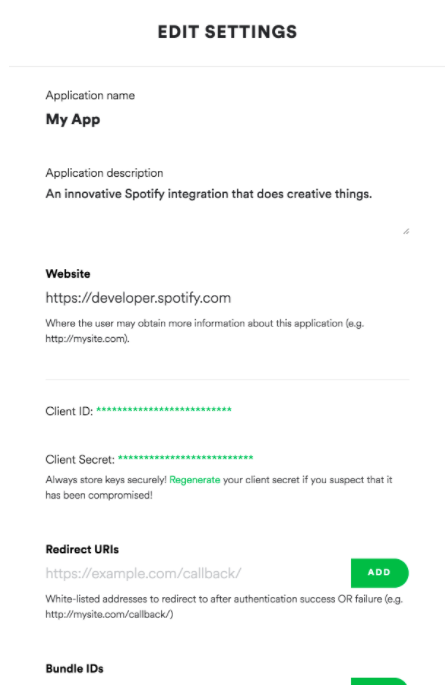 EDIT SETTINGS
Application name
My App
Application description
An innovative Spotify integration that does creative things.
Website
https://developer.spotify.com
Where the user may obtain more information about this application (e.g.
http://mysite.com).
Client ID: **************************
Client Secret: **************************
Always store keys securely! Regenerate your client secret if you suspect that it
has been compromised!
Redirect URIs
https://example.com/callback/
ADD
White-listed addresses to redirect to after authentication success OR failure (e.g.
http://mysite.com/callback/)
Bundle IDs